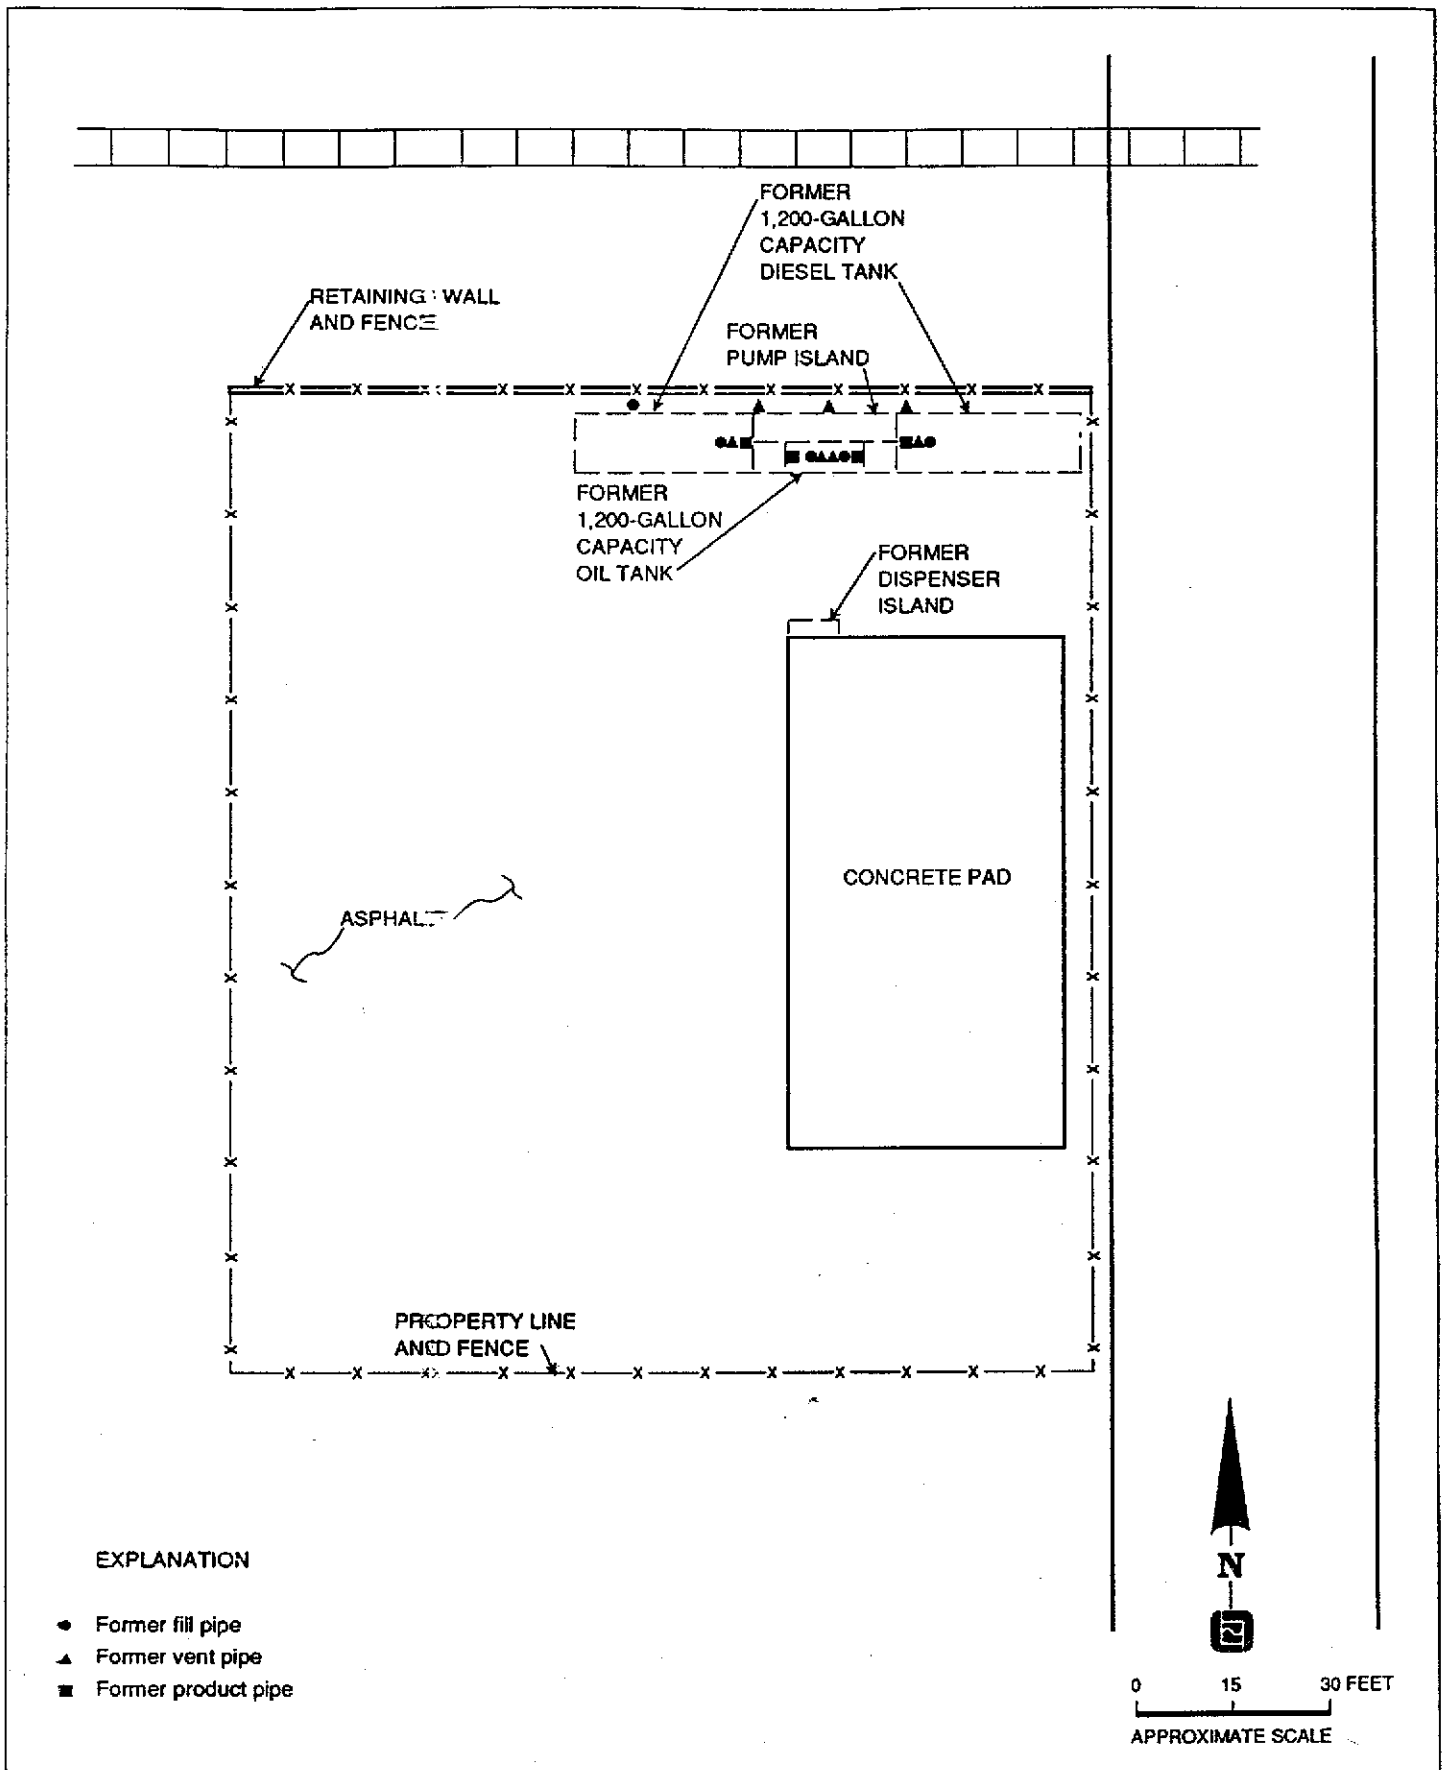 FORMER
1,200-GALLON
CAPACITY
DIESEL TANK
RETAINING WALL
AND FENCE
FORMER
PUMP ISLAND
FORMER
1,200-GALLON
CAPACITY
OIL TANK
FORMER
DISPENSER
ISLAND
CONCRETE PAD
ASPHALT
PROPERTY LINE
AND FENCE
EXPLANATION
Former fill pipe
Former vent pipe
Former product pipe
N
0 15 30 FEET
APPROXIMATE SCALE